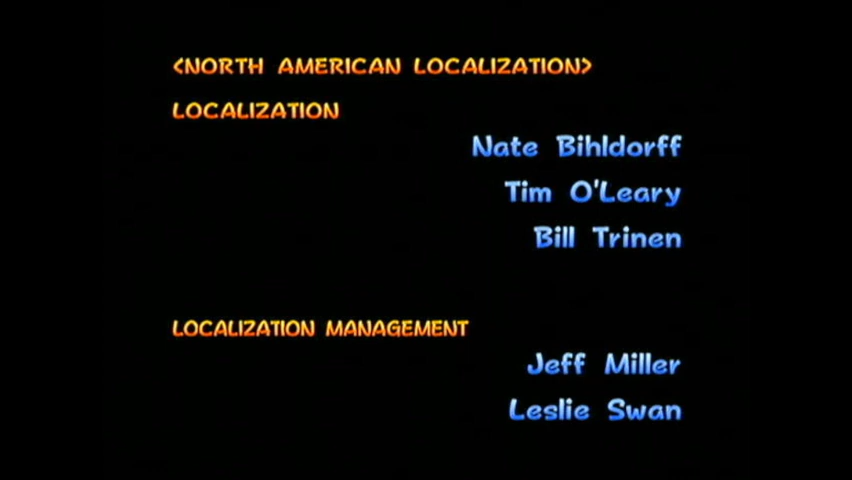 <NORTH AMERICAN LOCALIZATION>
LOCALIZATION
Nate Bihldorff
Tim O'Leary
Bill Trinen
LOCALIZATION MANAGEMENT
Jeff Miller
Leslie Swan